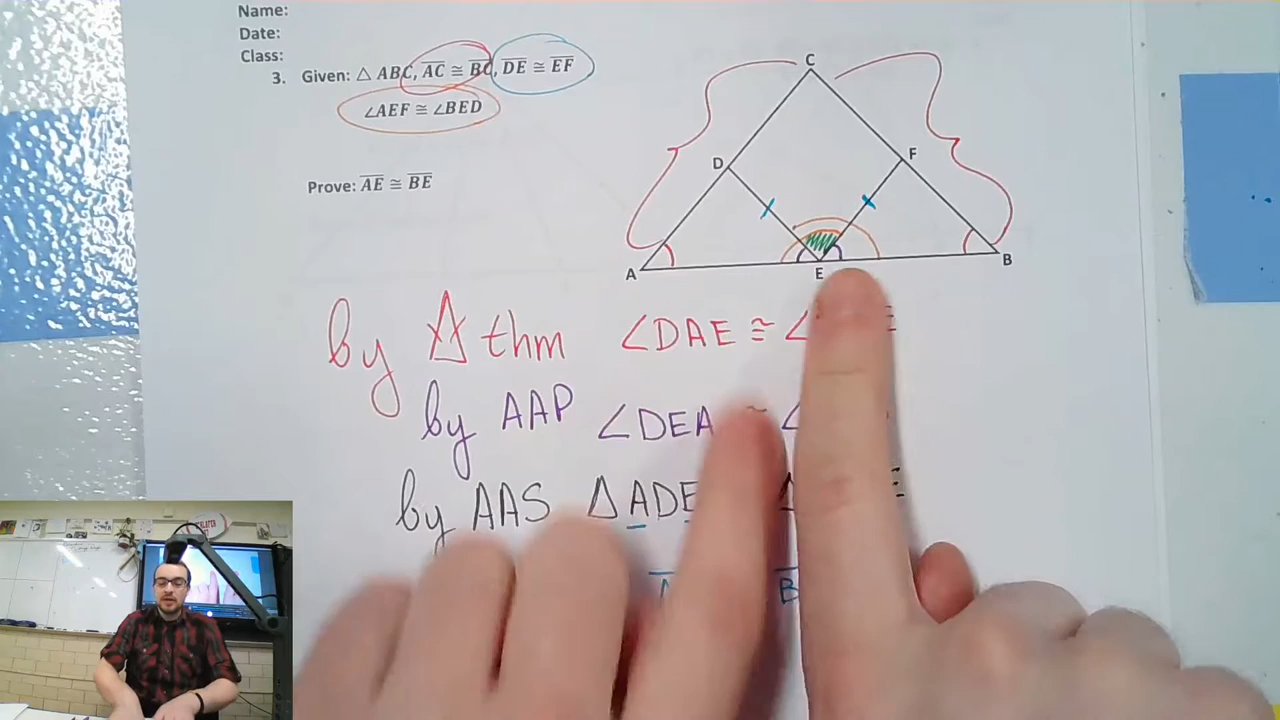 Name:
Date:
Class:
3. Given: △ ABC, AC ≅ BC, DE ≅ EF
∠AEF ≅ ∠BED
Prove: AE ≅ BE
C
D
F
A
E
B
by △ thm ∠DAE ≅ ∠
by AAP ∠DEA ≅ ∠
by AAS △ADE △ E
B